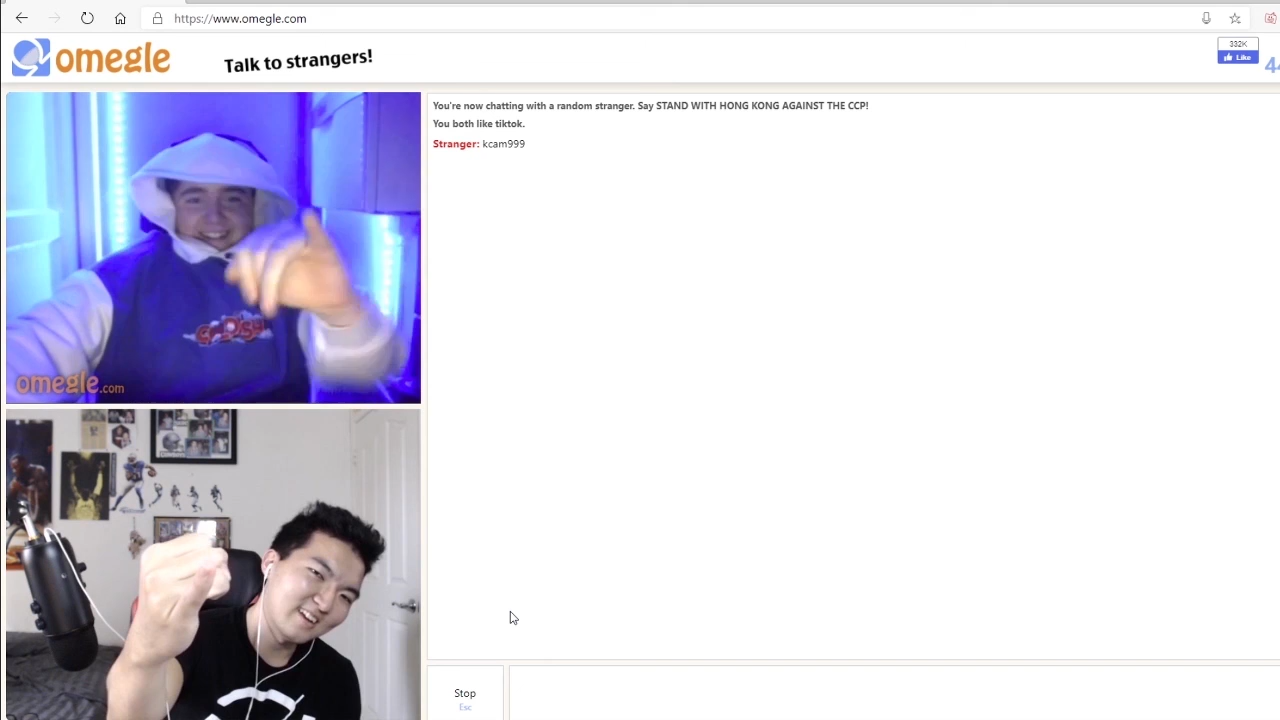 https://www.omegle.com
omegle
Talk to strangers!
332K
Like
You're now chatting with a random stranger. Say STAND WITH HONG KONG AGAINST THE CCP!
You both like tiktok.
Stranger: kcam999
omegle.com
Stop
Esc